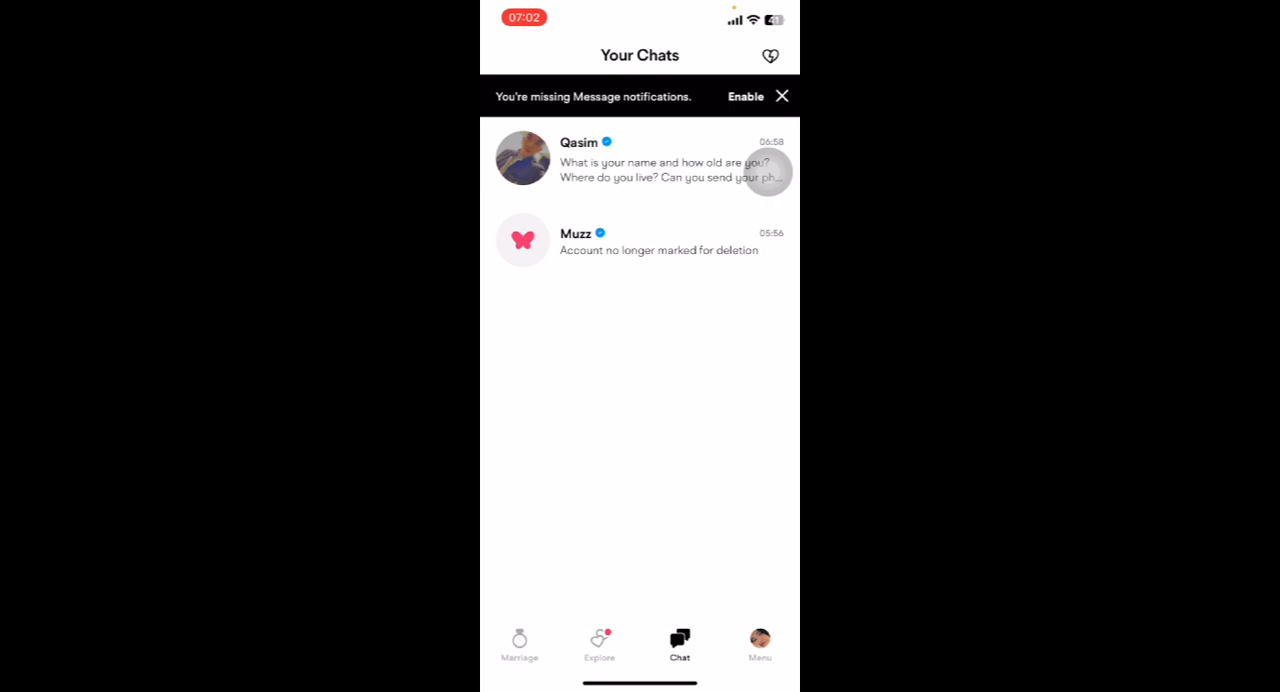 07:02
41
Your Chats
You're missing Message notifications. Enable
Qasim 06:58
What is your name and how old are you?
Where do you live? Can you send your ph...
Muzz 05:56
Account no longer marked for deletion
Marriage Explore Chat Menu